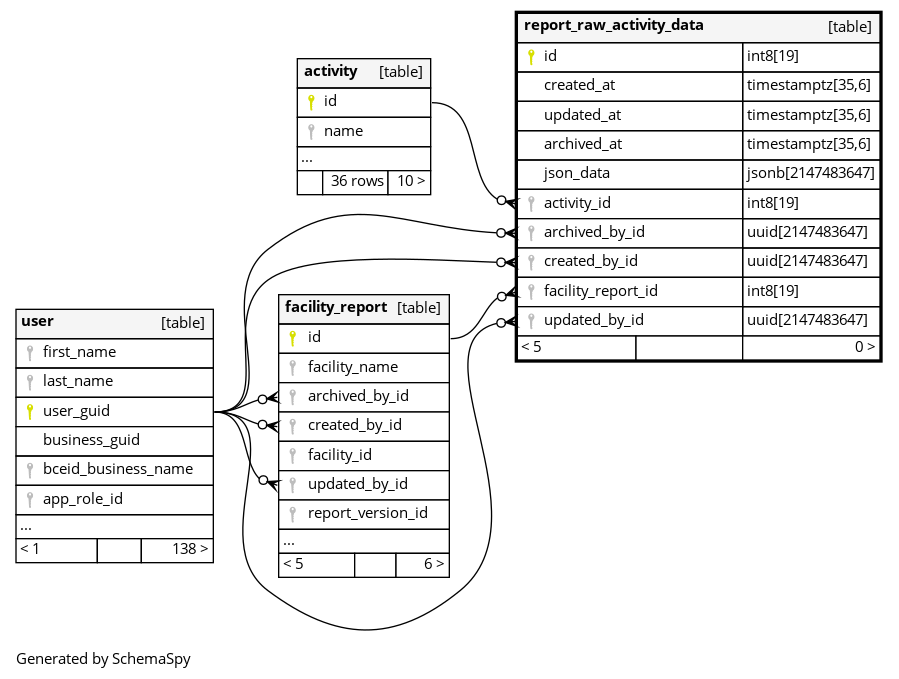 report_raw_activity_data [table]
id int8[19]
created_at timestamptz[35,6]
updated_at timestamptz[35,6]
archived_at timestamptz[35,6]
json_data jsonb[2147483647]
activity_id int8[19]
archived_by_id uuid[2147483647]
created_by_id uuid[2147483647]
facility_report_id int8[19]
updated_by_id uuid[2147483647]
< 5 0 >
activity [table]
id
name
...
36 rows 10 >
facility_report [table]
id
facility_name
archived_by_id
created_by_id
facility_id
updated_by_id
report_version_id
...
< 5 6 >
user [table]
first_name
last_name
user_guid
business_guid
bceid_business_name
app_role_id
...
< 1 138 >
Generated by SchemaSpy